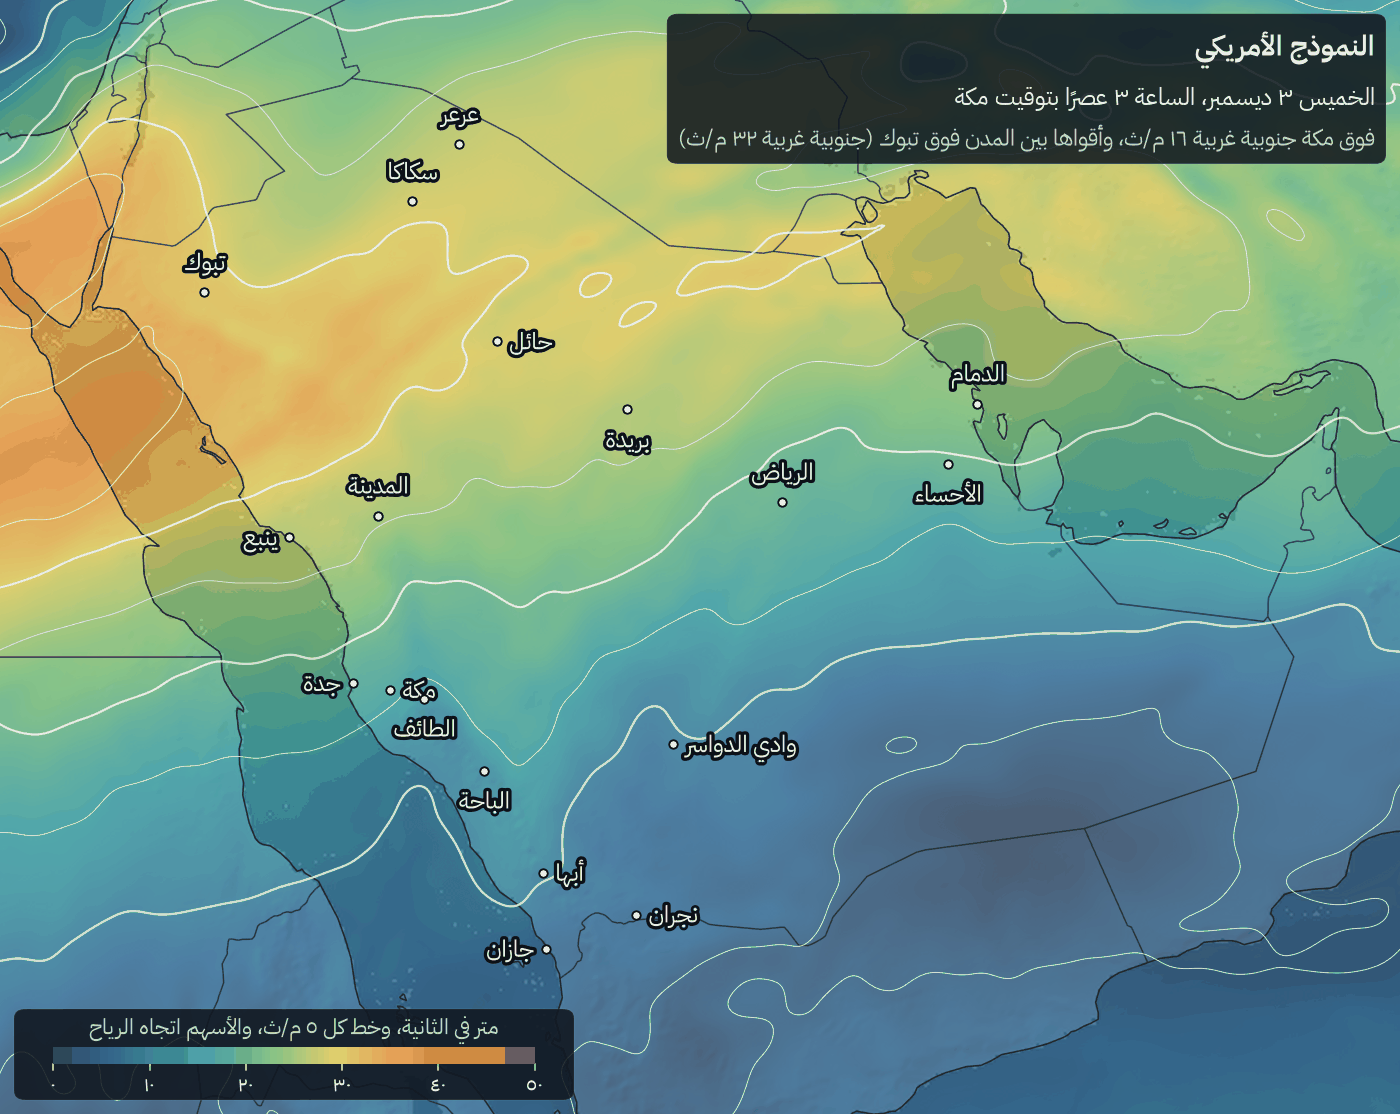 النموذج الأمريكي
الخميس ٣ ديسمبر، الساعة ٣ عصرًا بتوقيت مكة
فوق مكة جنوبية غربية ١٦ م/ث، وأقواها بين المدن فوق تبوك (جنوبية غربية ٣٢ م/ث)
عرعر
سكاكا
تبوك
حائل
الدمام
بريدة
الرياض
المدينة
الأحساء
ينبع
جدة
مكة
الطائف
وادي الدواسر
الباحة
أبها
نجران
جازان
متر في الثانية، وخط كل ٥ م/ث، والأسهم اتجاه الرياح
٠ ١٠ ٢٠ ٣٠ ٤٠ ٥٠